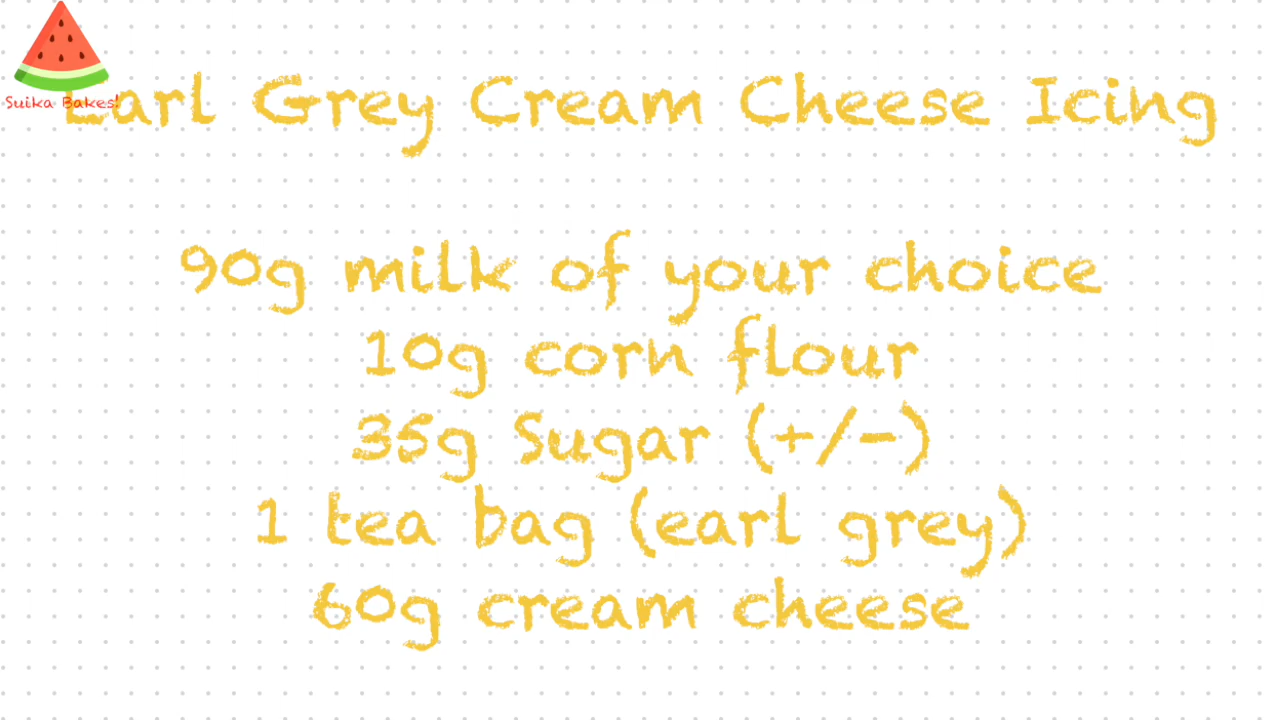 Suika Bakes!
Earl Grey Cream Cheese Icing
90g milk of your choice
10g corn flour
35g Sugar (+/-)
1 tea bag (earl grey)
60g cream cheese